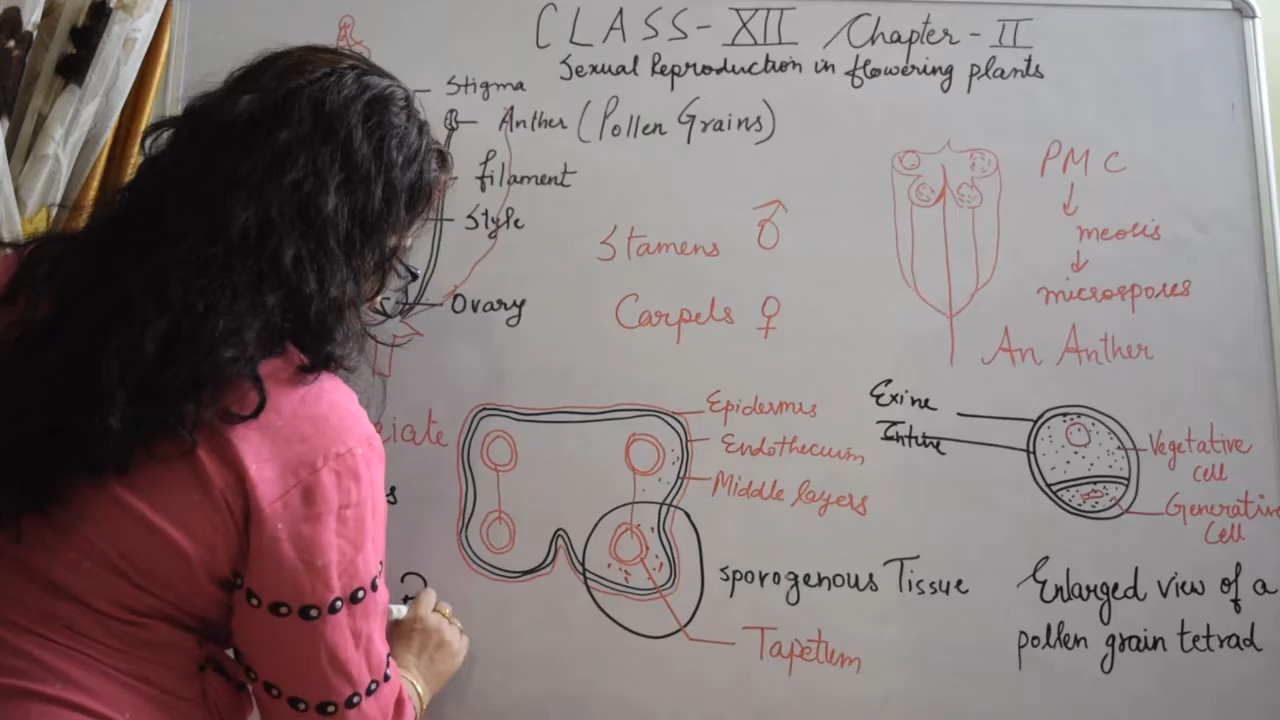 CLASS-XII Chapter-II
Sexual Reproduction in flowering plants
Stigma
Anther (Pollen Grains)
filament
Style
Ovary
Stamens ♂
Carpels ♀
PMC
↓
meosis
↓
microspores
An Anther
Epidermis
Endothecium
Middle layers
sporogenous Tissue
Tapetum
Exine
Intine
Vegetative
cell
Generative
Cell
Enlarged view of a
pollen grain tetrad